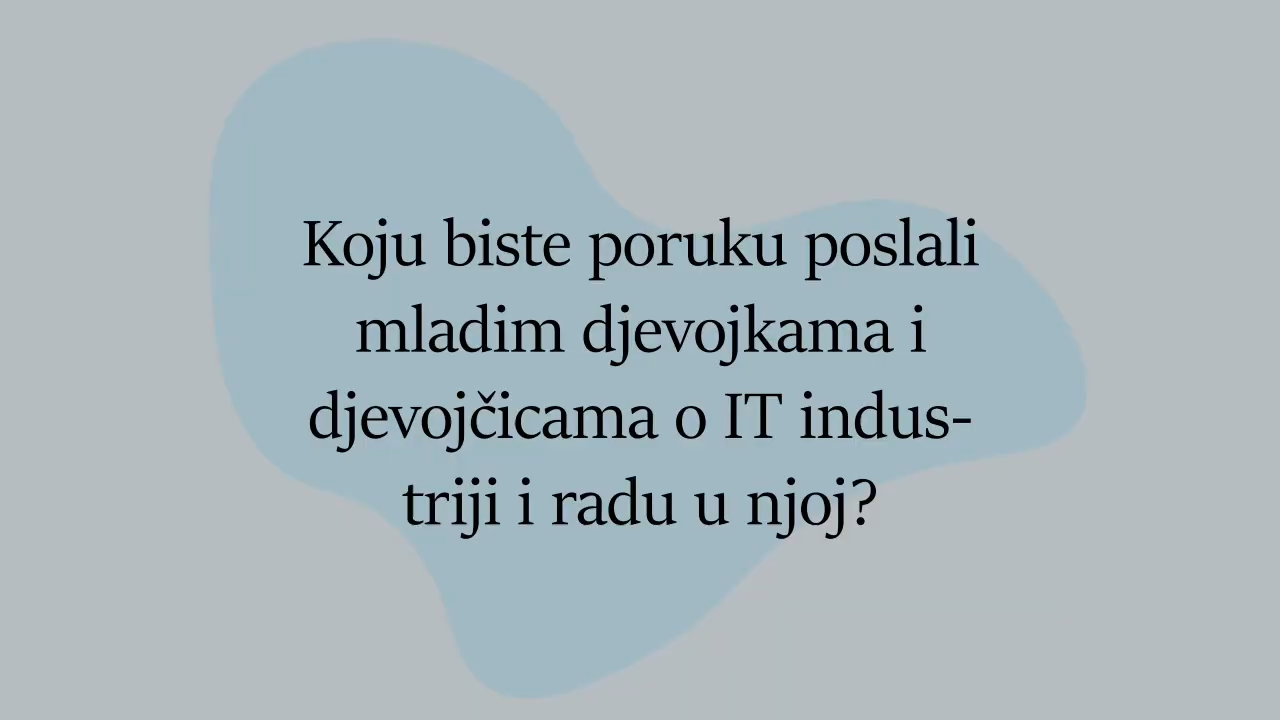 Koju biste poruku poslali
mladim djevojkama i
djevojčicama o IT indus-
triji i radu u njoj?